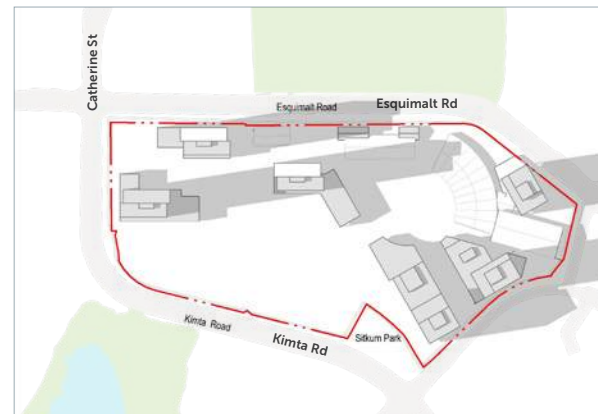 Catherine St
Esquimalt Road
Esquimalt Rd
Kimta Road
Kimta Rd
Sitkum Park